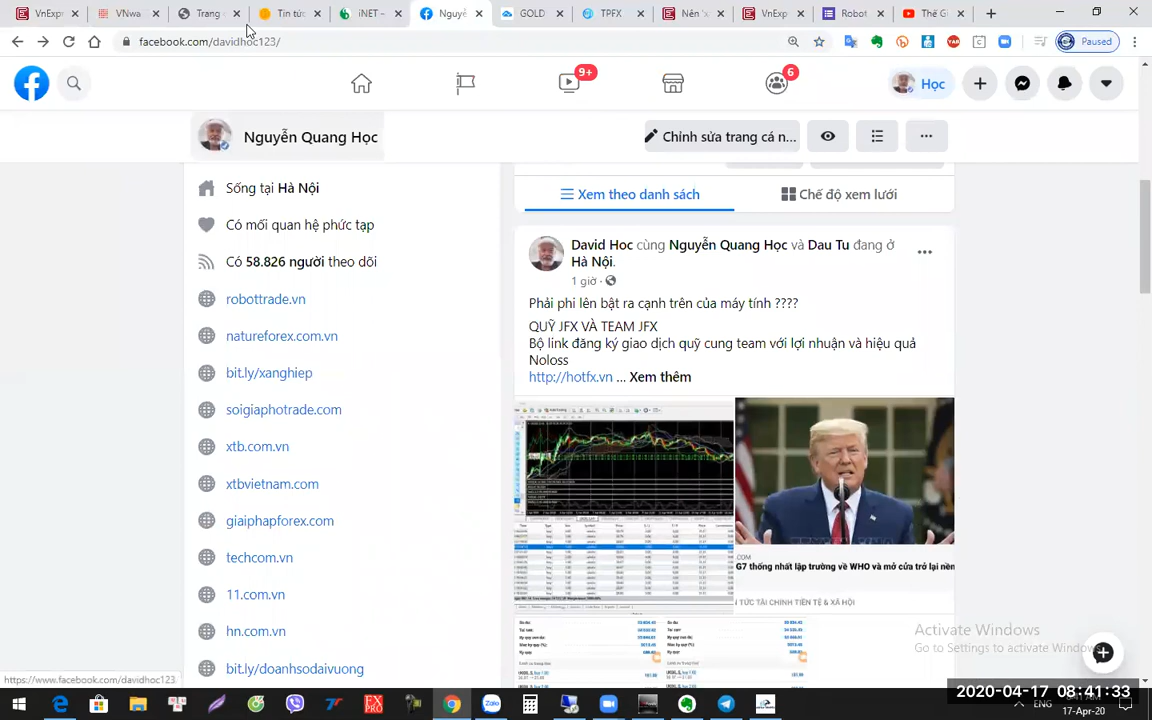 VnExp
VNwa
Trang
Tin tức
iNET –
Nguyễ
GOLD
TPFX
Nên 'x
VnExp
Robot
Thế Gi
facebook.com/davidhoc123/
Paused
9+
6
Học
Nguyễn Quang Học
Chỉnh sửa trang cá n...
Sống tại Hà Nội
Có mối quan hệ phức tạp
Có 58.826 người theo dõi
robottrade.vn
natureforex.com.vn
bit.ly/xanghiep
soigiaphotrade.com
xtb.com.vn
xtbvietnam.com
giaiphapforex.com
techcom.vn
11.com.vn
hn.com.vn
bit.ly/doanhsodaivuong
Xem theo danh sách
Chế độ xem lưới
David Hoc cùng Nguyễn Quang Học và Dau Tu đang ở
Hà Nội.
1 giờ ·
Phải phi lên bật ra cạnh trên của máy tính ????
QUỸ JFX VÀ TEAM JFX
Bộ link đăng ký giao dịch quỹ cung team với lợi nhuận và hiệu quả
Noloss
http://hotfx.vn ... Xem thêm
.COM
G7 thống nhất lập trường về WHO và mở cửa trở lại nền
TỨC TÀI CHÍNH TIỀN TỆ & XÃ HỘI
Activate Windows
Go to Settings to activate Windows
https://www.facebook.com/davidhoc123
2020-04-17 08:41:33
ENG
17-Apr-20